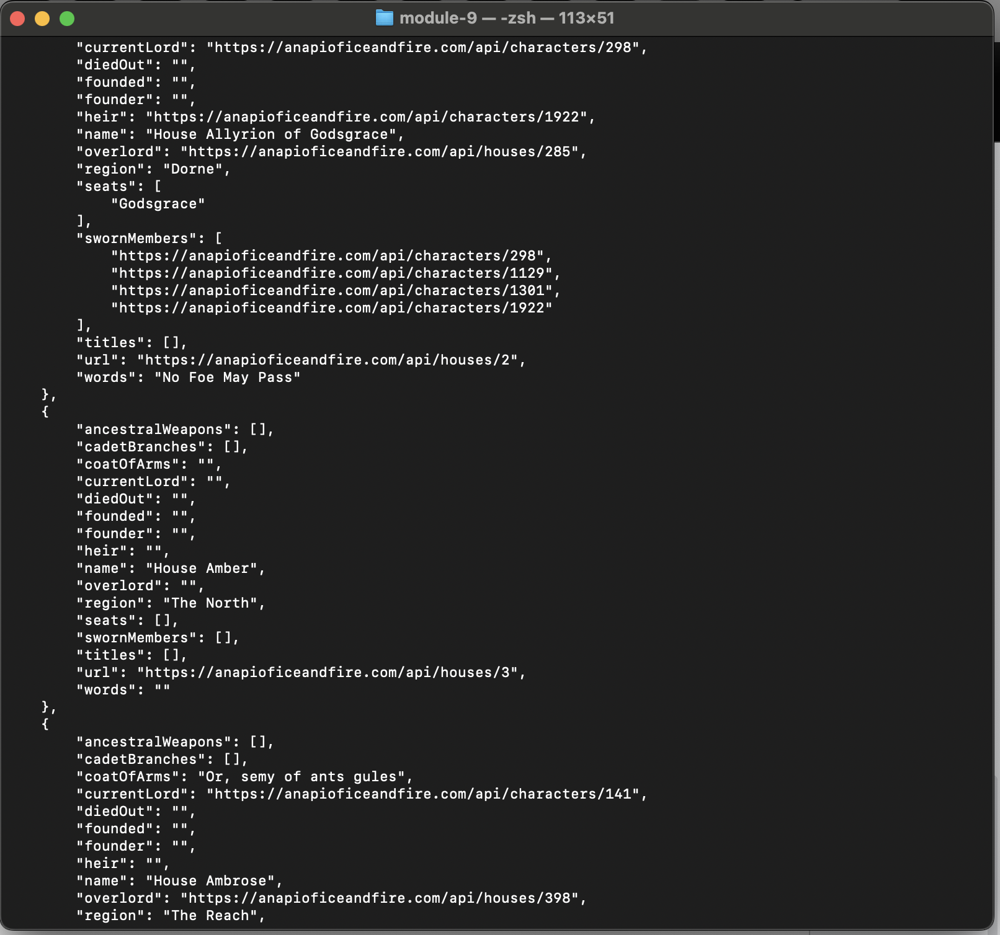 module-9 — -zsh — 113×51
"currentLord": "https://anapioficeandfire.com/api/characters/298",
"diedOut": "",
"founded": "",
"founder": "",
"heir": "https://anapioficeandfire.com/api/characters/1922",
"name": "House Allyrion of Godsgrace",
"overlord": "https://anapioficeandfire.com/api/houses/285",
"region": "Dorne",
"seats": [
"Godsgrace"
],
"swornMembers": [
"https://anapioficeandfire.com/api/characters/298",
"https://anapioficeandfire.com/api/characters/1129",
"https://anapioficeandfire.com/api/characters/1301",
"https://anapioficeandfire.com/api/characters/1922"
],
"titles": [],
"url": "https://anapioficeandfire.com/api/houses/2",
"words": "No Foe May Pass"
},
{
"ancestralWeapons": [],
"cadetBranches": [],
"coatOfArms": "",
"currentLord": "",
"diedOut": "",
"founded": "",
"founder": "",
"heir": "",
"name": "House Amber",
"overlord": "",
"region": "The North",
"seats": [],
"swornMembers": [],
"titles": [],
"url": "https://anapioficeandfire.com/api/houses/3",
"words": ""
},
{
"ancestralWeapons": [],
"cadetBranches": [],
"coatOfArms": "Or, semy of ants gules",
"currentLord": "https://anapioficeandfire.com/api/characters/141",
"diedOut": "",
"founded": "",
"founder": "",
"heir": "",
"name": "House Ambrose",
"overlord": "https://anapioficeandfire.com/api/houses/398",
"region": "The Reach",